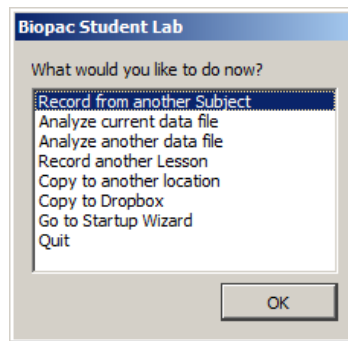 Biopac Student Lab
What would you like to do now?
Record from another Subject
Analyze current data file
Analyze another data file
Record another Lesson
Copy to another location
Copy to Dropbox
Go to Startup Wizard
Quit
OK